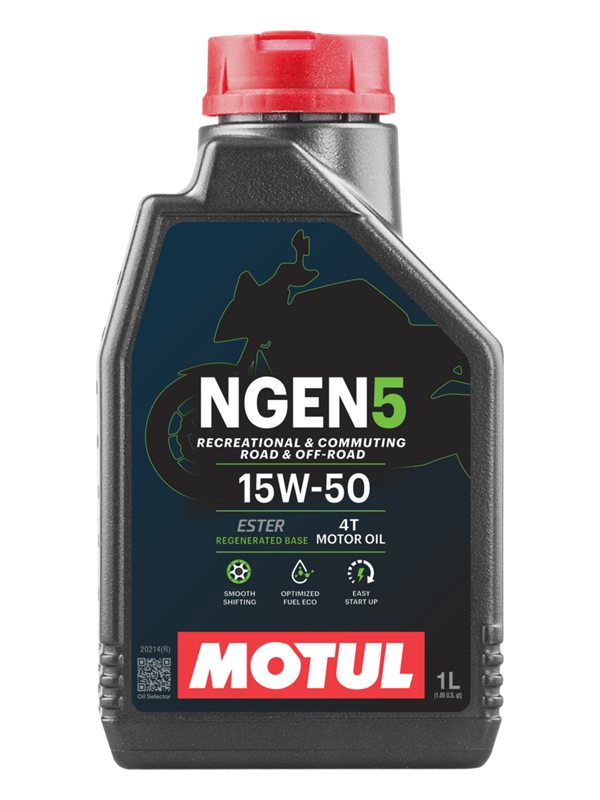 NGEN5
RECREATIONAL & COMMUTING
ROAD & OFF-ROAD
15W-50
ESTER
REGENERATED BASE
4T
MOTOR OIL
SMOOTH
SHIFTING
OPTIMIZED
FUEL ECO
EASY
START UP
20214(R)
Oil Selector
MOTUL
1L
(1.05 U.S. qt)